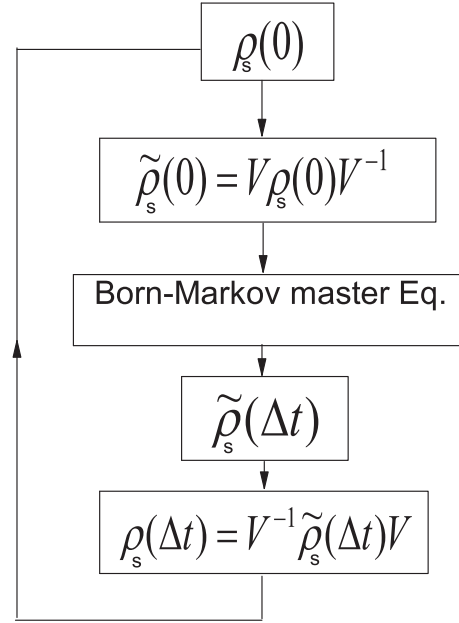 ρₛ(0)
ρ̃ₛ(0) = Vρₛ(0)V⁻¹
Born-Markov master Eq.
ρ̃ₛ(Δt)
ρₛ(Δt) = V⁻¹ρ̃ₛ(Δt)V